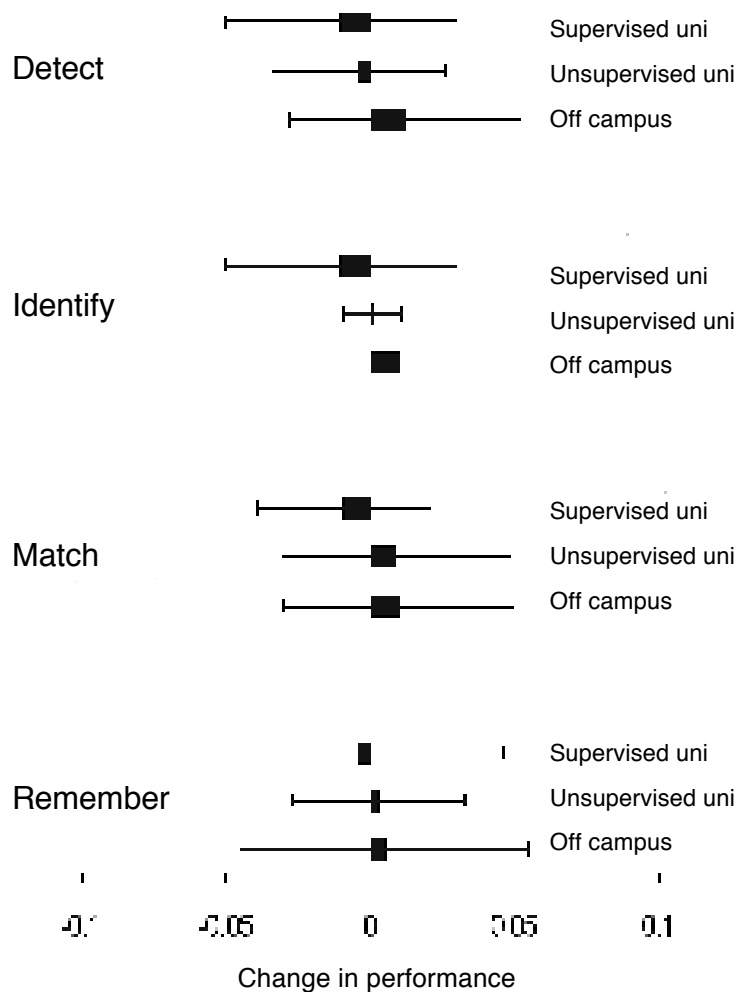 Supervised uni
Detect
Unsupervised uni
Off campus
Supervised uni
Identify
Unsupervised uni
Off campus
Supervised uni
Match
Unsupervised uni
Off campus
Supervised uni
Remember
Unsupervised uni
Off campus
-0.1 -0.05 0 0.05 0.1
Change in performance